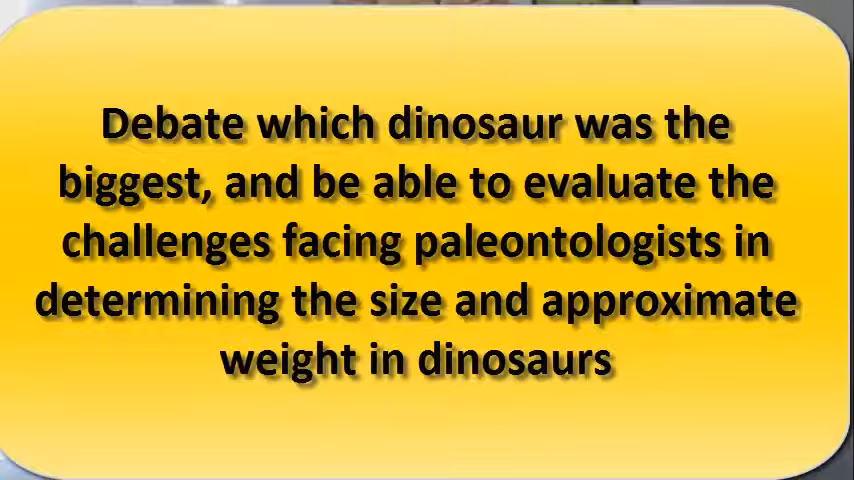 Debate which dinosaur was the
biggest, and be able to evaluate the
challenges facing paleontologists in
determining the size and approximate
weight in dinosaurs